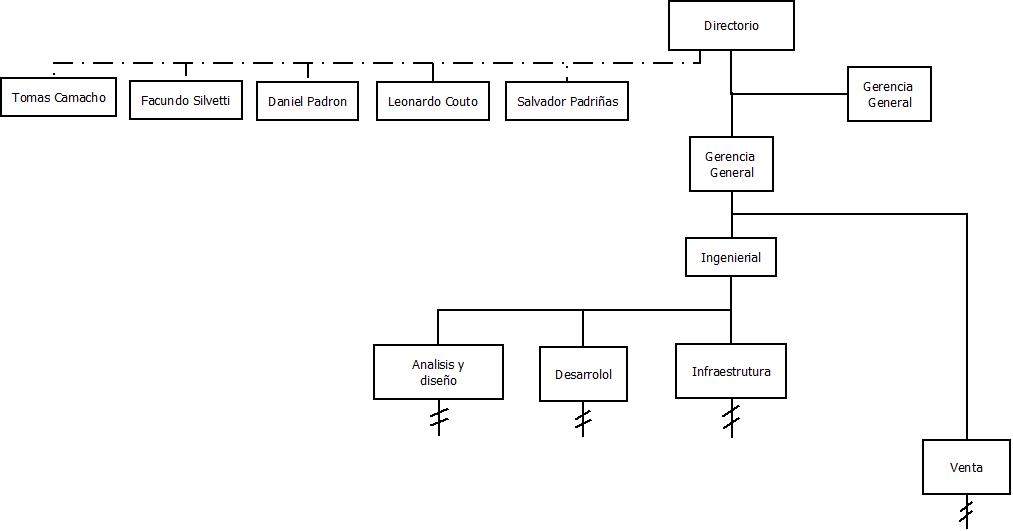 Directorio
Tomas Camacho
Facundo Silvetti
Daniel Padron
Leonardo Couto
Salvador Padriñas
Gerencia
General
Gerencia
General
Ingenierial
Analisis y
diseño
Desarrolol
Infraestrutura
Venta